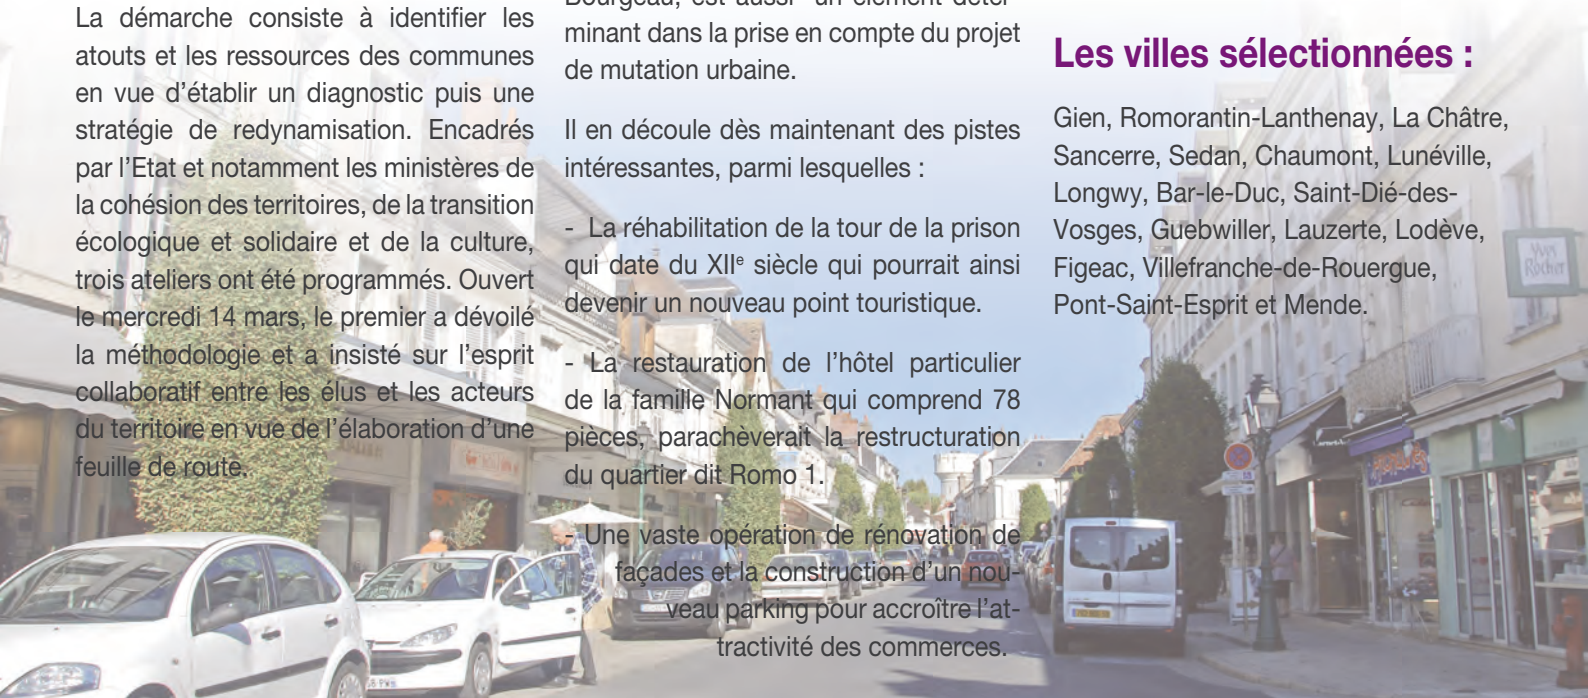 La démarche consiste à identifier les
atouts et les ressources des communes
en vue d'établir un diagnostic puis une
stratégie de redynamisation. Encadrés
par l'Etat et notamment les ministères de
la cohésion des territoires, de la transition
écologique et solidaire et de la culture,
trois ateliers ont été programmés. Ouvert
le mercredi 14 mars, le premier a dévoilé
la méthodologie et a insisté sur l'esprit
collaboratif entre les élus et les acteurs
du territoire en vue de l'élaboration d'une
feuille de route.
Bourgeau, est aussi un élément déter-
minant dans la prise en compte du projet
de mutation urbaine.
Il en découle dès maintenant des pistes
intéressantes, parmi lesquelles :
- La réhabilitation de la tour de la prison
qui date du XIIe siècle qui pourrait ainsi
devenir un nouveau point touristique.
- La restauration de l'hôtel particulier
de la famille Normant qui comprend 78
pièces, parachèverait la restructuration
du quartier dit Romo 1.
- Une vaste opération de rénovation de
façades et la construction d'un nou-
veau parking pour accroître l'at-
tractivité des commerces.
Les villes sélectionnées :
Gien, Romorantin-Lanthenay, La Châtre,
Sancerre, Sedan, Chaumont, Lunéville,
Longwy, Bar-le-Duc, Saint-Dié-des-
Vosges, Guebwiller, Lauzerte, Lodève,
Figeac, Villefranche-de-Rouergue,
Pont-Saint-Esprit et Mende.
Yves
Rocher